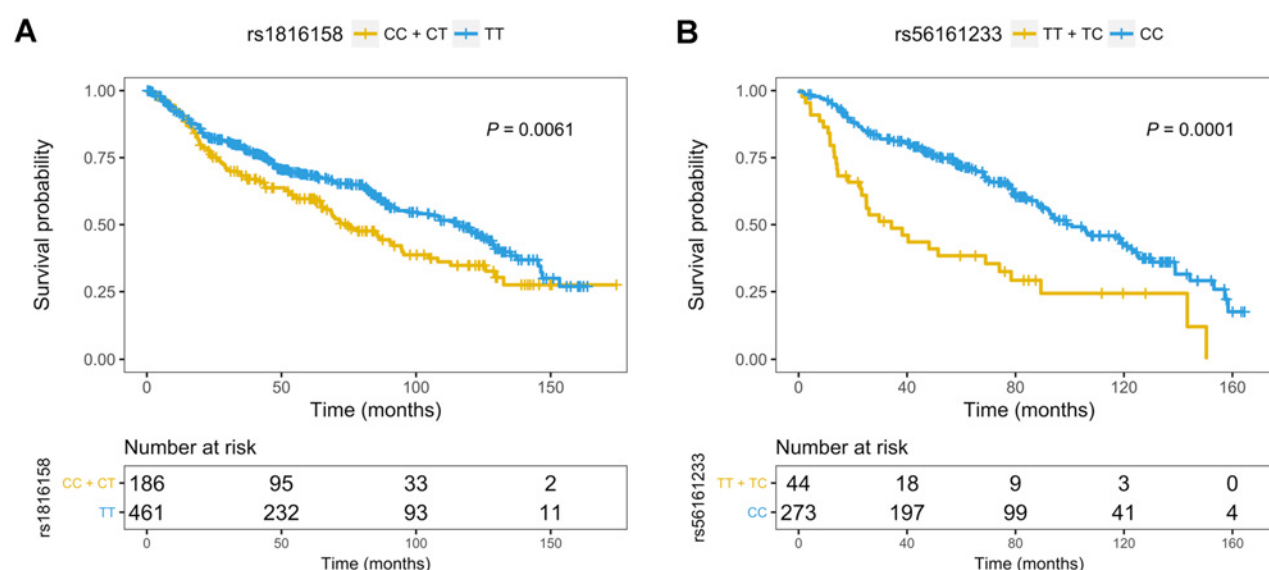 A
rs1816158 CC + CT TT
1.00
0.75
0.50
0.25
0.00
Survival probability
P = 0.0061
0 50 100 150
Time (months)
Number at risk
rs1816158
CC + CT 186 95 33 2
TT 461 232 93 11
0 50 100 150
Time (months)
B
rs56161233 TT + TC CC
1.00
0.75
0.50
0.25
0.00
Survival probability
P = 0.0001
0 40 80 120 160
Time (months)
Number at risk
rs56161233
TT + TC 44 18 9 3 0
CC 273 197 99 41 4
0 40 80 120 160
Time (months)